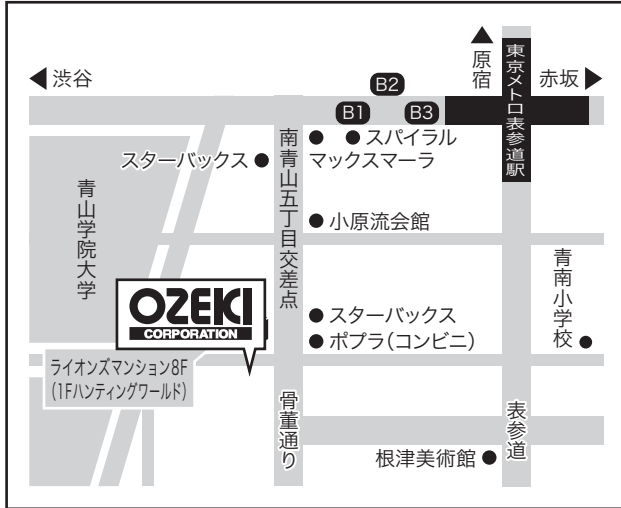 渋谷
原宿
赤坂
東京メトロ表参道駅
B2
B1
B3
スパイラル
マックスマーラ
スターバックス
南青山五丁目交差点
青山学院大学
小原流会館
青南小学校
OZEKI
CORPORATION
スターバックス
ポプラ(コンビニ)
ライオンズマンション8F
(1Fハンティングワールド)
骨董通り
表参道
根津美術館